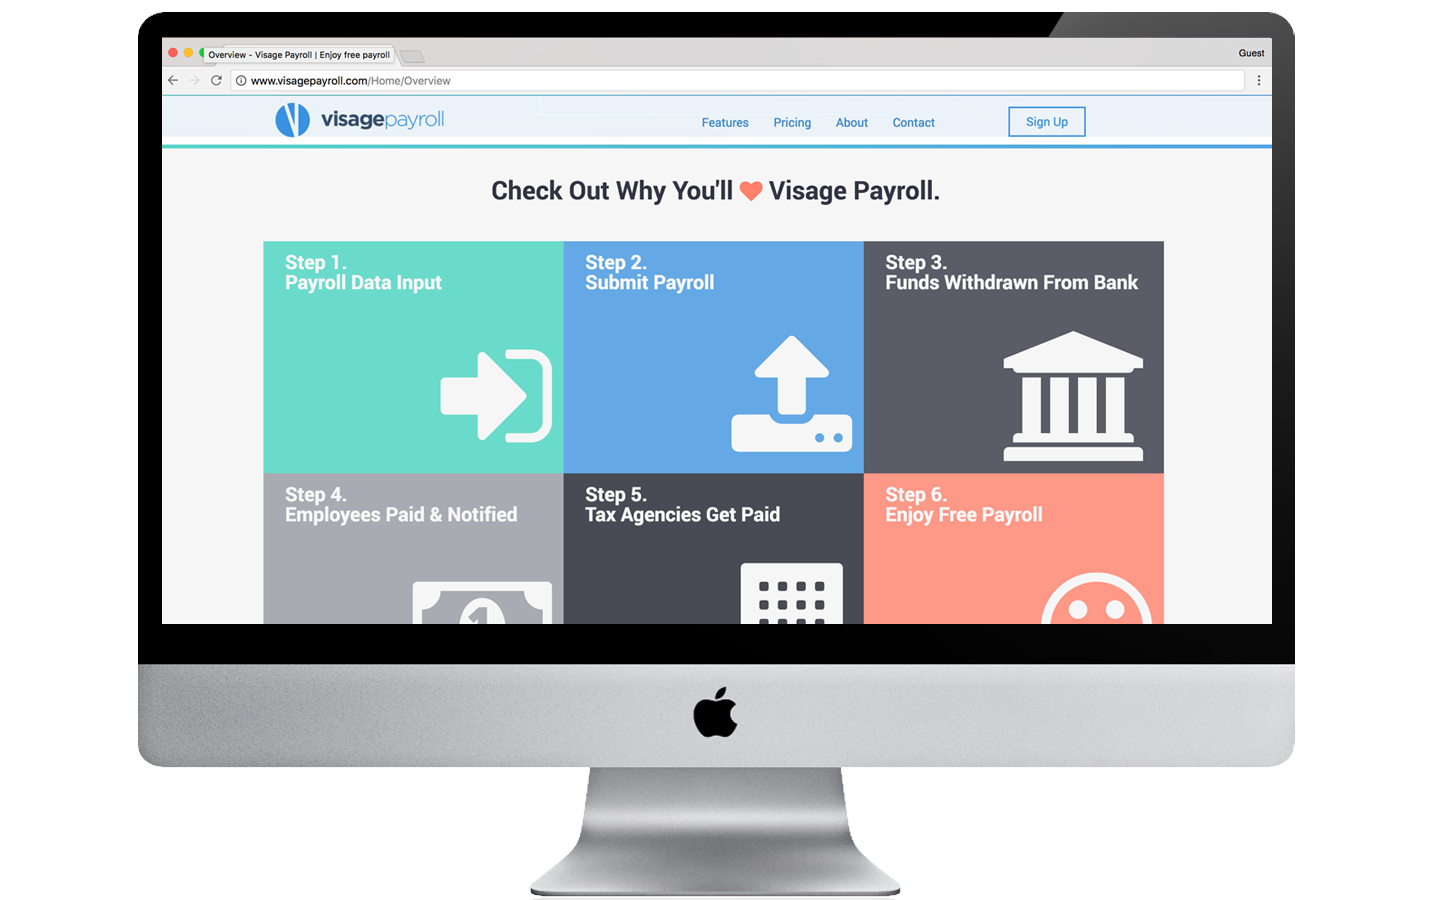 Overview - Visage Payroll | Enjoy free payroll
Guest
www.visagepayroll.com/Home/Overview
visagepayroll
Features
Pricing
About
Contact
Sign Up
Check Out Why You'll Visage Payroll.
Step 1.
Payroll Data Input
Step 2.
Submit Payroll
Step 3.
Funds Withdrawn From Bank
Step 4.
Employees Paid & Notified
1
Step 5.
Tax Agencies Get Paid
Step 6.
Enjoy Free Payroll